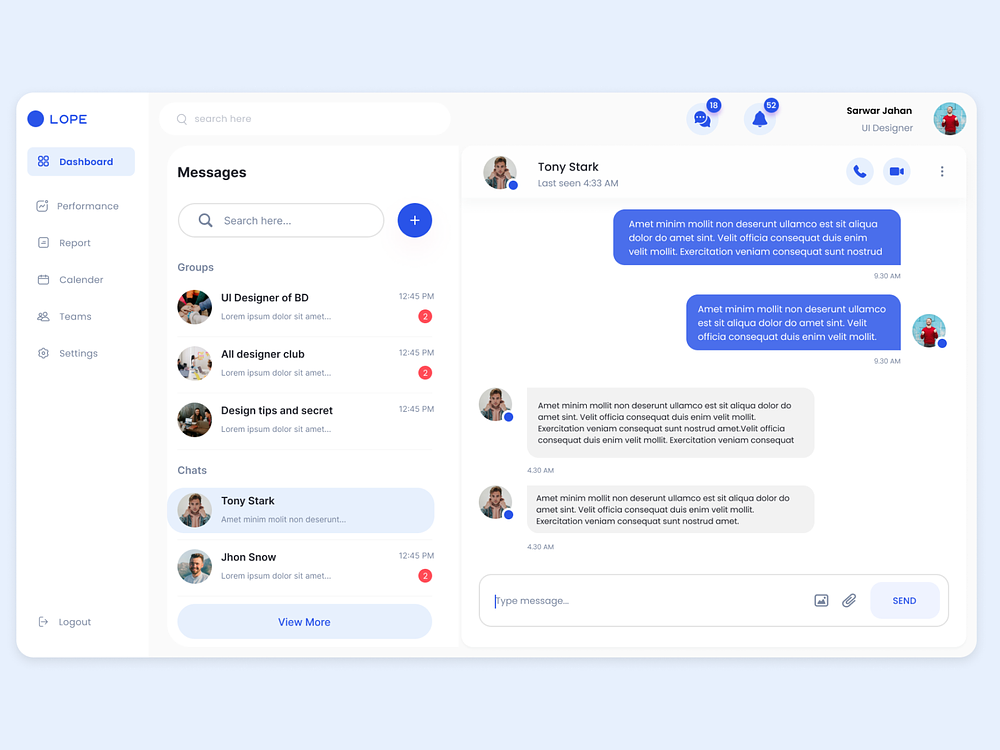 LOPE
search here
18
52
Sarwar Jahan
UI Designer
Dashboard
Performance
Report
Calender
Teams
Settings
Logout
Messages
Search here...
+
Groups
UI Designer of BD
12:45 PM
Lorem ipsum dolor sit amet...
2
All designer club
12:45 PM
Lorem ipsum dolor sit amet...
2
Design tips and secret
12:45 PM
Lorem ipsum dolor sit amet...
Chats
Tony Stark
Amet minim molit non deserunt...
Jhon Snow
12:45 PM
Lorem ipsum dolor sit amet...
2
View More
Tony Stark
Last seen 4:33 AM
Amet minim mollit non deserunt ullamco est sit aliqua
dolor do amet sint. Velit officia consequat duis enim
velit mollit. Exercitation veniam consequat sunt nostrud
9.30 AM
Amet minim mollit non deserunt ullamco
est sit aliqua dolor do amet sint. Velit
officia consequat duis enim velit mollit.
9.30 AM
Amet minim mollit non deserunt ullamco est sit aliqua dolor do
amet sint. Velit officia consequat duis enim velit mollit.
Exercitation veniam consequat sunt nostrud amet.Velit officia
consequat duis enim velit mollit. Exercitation veniam consequat
4.30 AM
Amet minim mollit non deserunt ullamco est sit aliqua dolor do
amet sint. Velit officia consequat duis enim velit mollit.
Exercitation veniam consequat sunt nostrud amet.
4.30 AM
Type message...
SEND